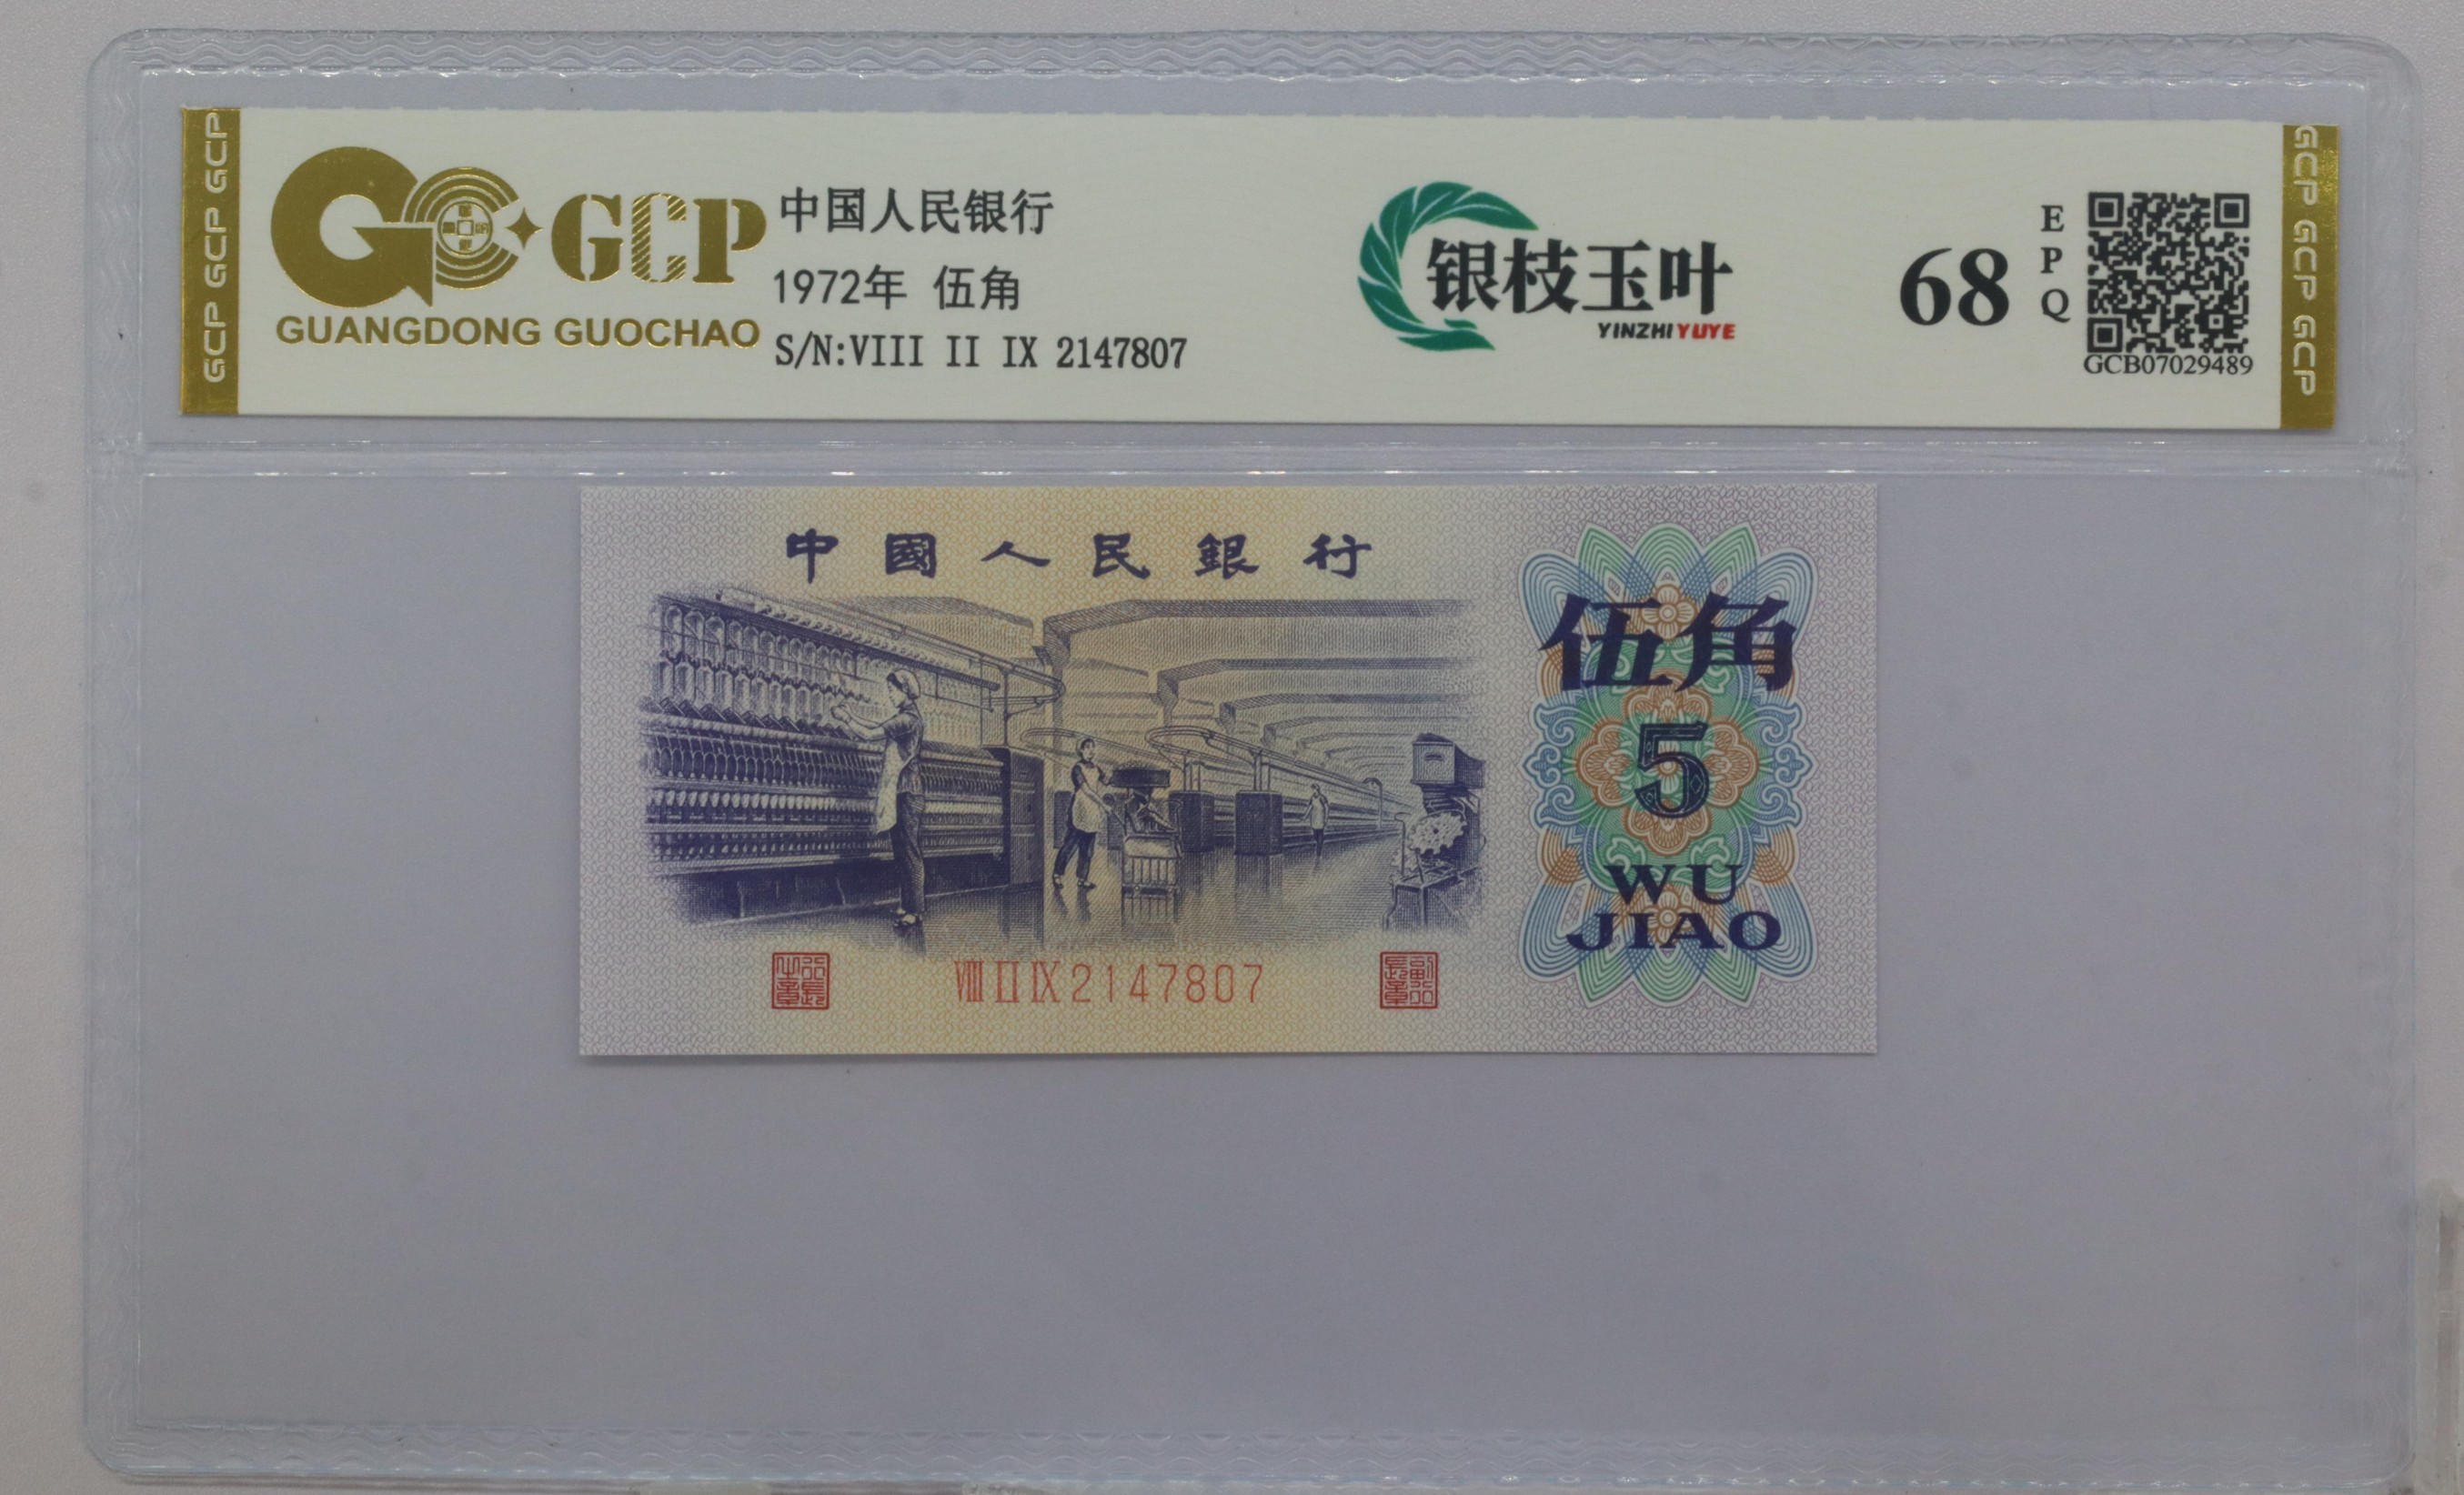 GCP GCP GCP
GCP
GUANGDONG GUOCHAO
中国人民银行
1972年 伍角
S/N:VIII II IX 2147807
银枝玉叶
YINZHIYUYE
68
EPQ
GCB07029489
GCP GCP GCP
中國人民銀行
伍角
5
WU
JIAO
VIII II IX 2147807